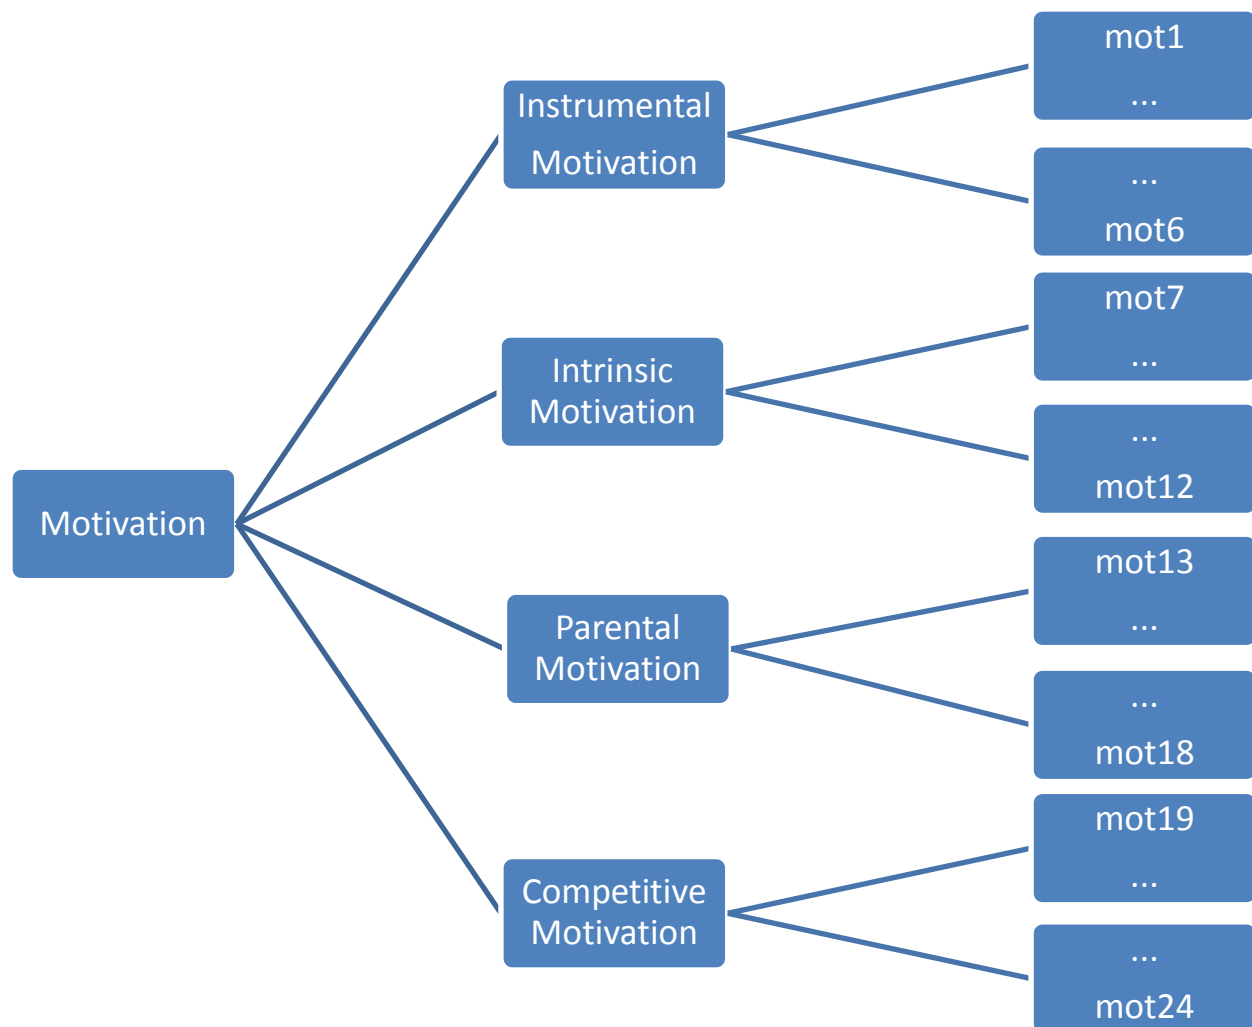 Motivation
Instrumental
Motivation
mot1
...
...
mot6
Intrinsic
Motivation
mot7
...
...
mot12
Parental
Motivation
mot13
...
...
mot18
Competitive
Motivation
mot19
...
...
mot24